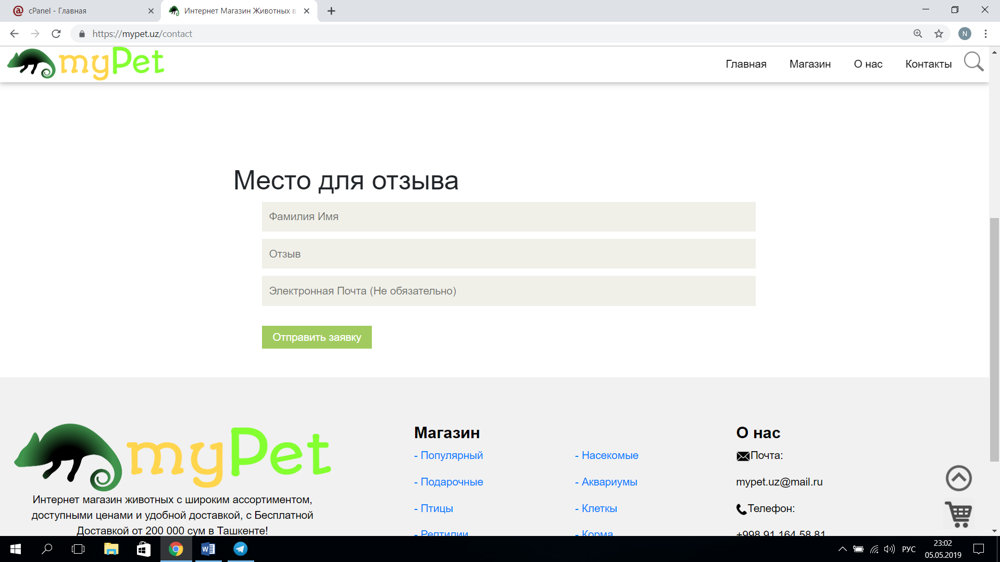 cPanel - Главная
Интернет Магазин Животных в
https://mypet.uz/contact
N
myPet
Главная
Магазин
О нас
Контакты
Место для отзыва
Фамилия Имя
Отзыв
Электронная Почта (Не обязательно)
Отправить заявку
myPet
Интернет магазин животных с широким ассортиментом,
доступными ценами и удобной доставкой, с Бесплатной
Доставкой от 200 000 сум в Ташкенте!
Магазин
- Популярный
- Подарочные
- Птицы
- Рептилии
- Насекомые
- Аквариумы
- Клетки
- Корма
О нас
Почта:
mypet.uz@mail.ru
Телефон:
+998 91 164 58 81
РУС
23:02
05.05.2019